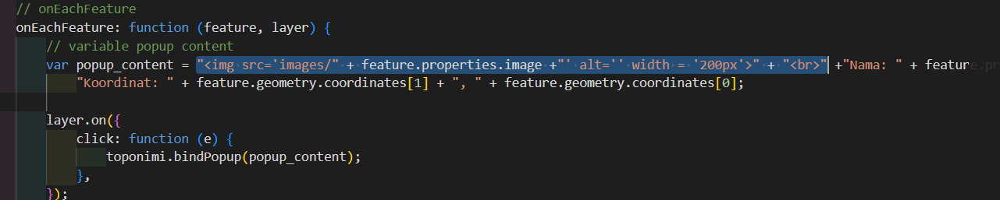 // onEachFeature
onEachFeature: function (feature, layer) {
// variable popup content
var popup_content = "<img src='images/" + feature.properties.image +"' alt='' width = '200px'>" + "<br>" +"Nama: " + feature.pr
"Koordinat: " + feature.geometry.coordinates[1] + ", " + feature.geometry.coordinates[0];
layer.on({
click: function (e) {
toponimi.bindPopup(popup_content);
},
});